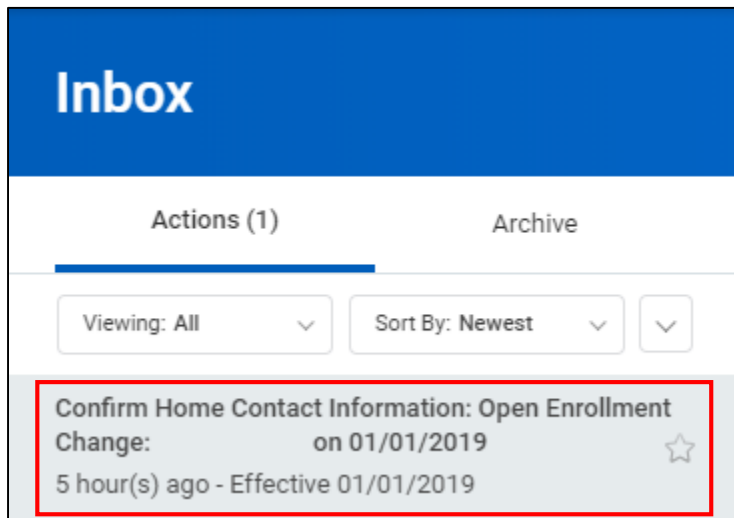 Inbox
Actions (1)
Archive
Viewing: All
Sort By: Newest
Confirm Home Contact Information: Open Enrollment
Change: on 01/01/2019
5 hour(s) ago - Effective 01/01/2019